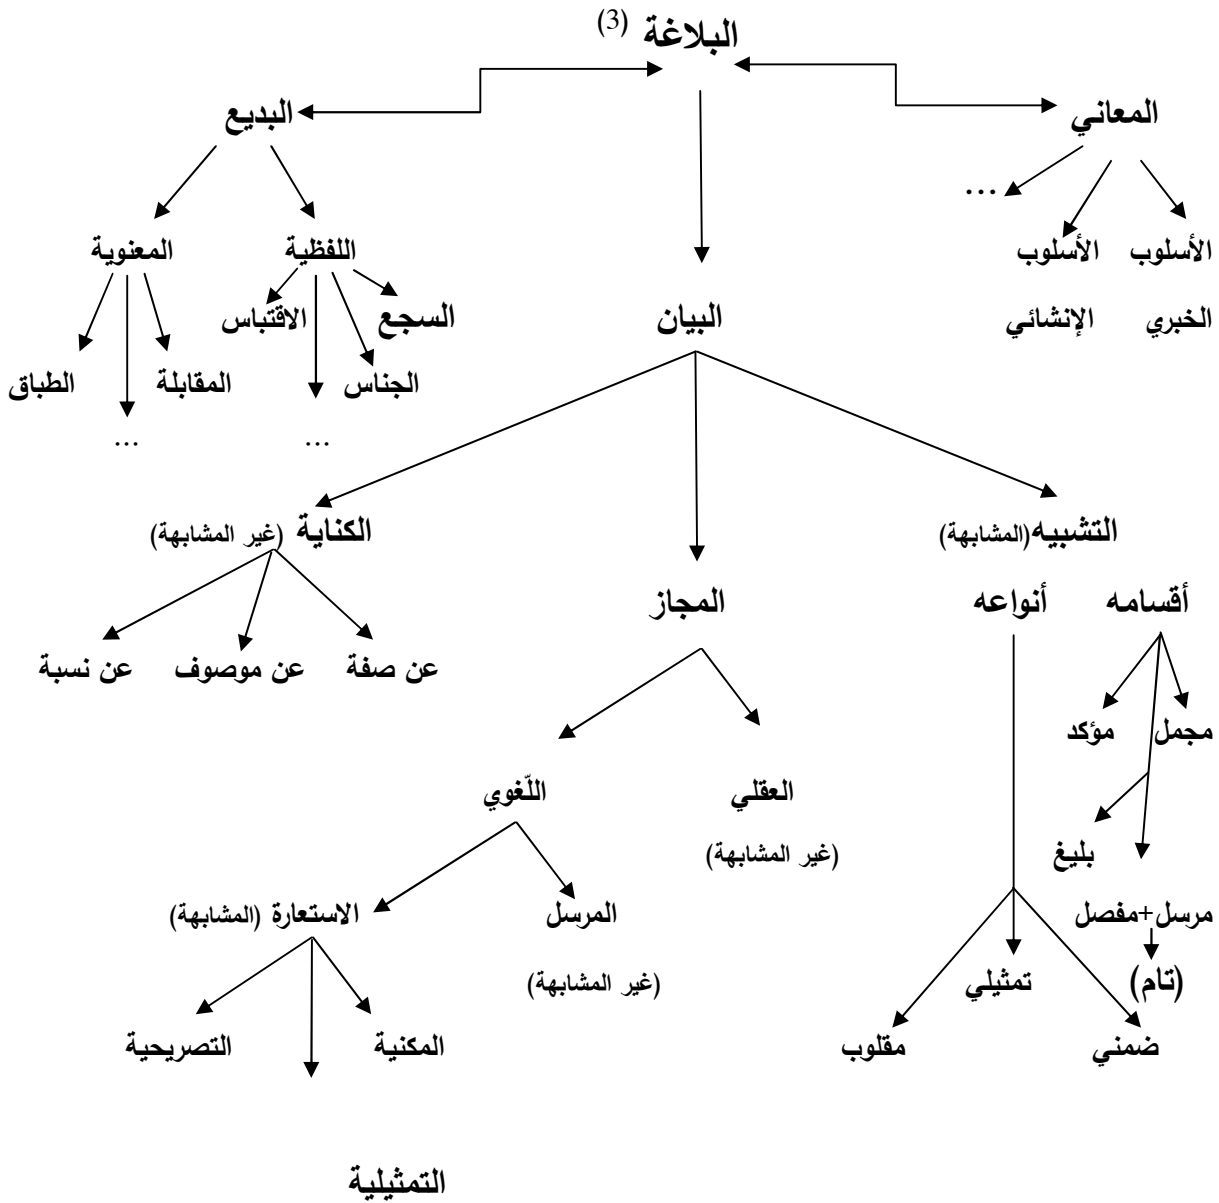 البلاغة (3)
المعاني
البديع
...
الأسلوب الأسلوب
المعنوية اللفظية
الخبري الإنشائي
البيان
السجع الاقتباس
الجناس
المقابلة الطباق
... ...
التشبيه (المشابهة)
الكناية (غير المشابهة)
أقسامه أنواعه
المجاز
عن صفة عن موصوف عن نسبة
مجمل مؤكد
العقلي اللّغوي
بليغ
(غير المشابهة)
مرسل+مفصل
المرسل الاستعارة (المشابهة)
(تام)
تمثيلي
(غير المشابهة)
ضمني مقلوب
المكنية التصريحية
التمثيلية